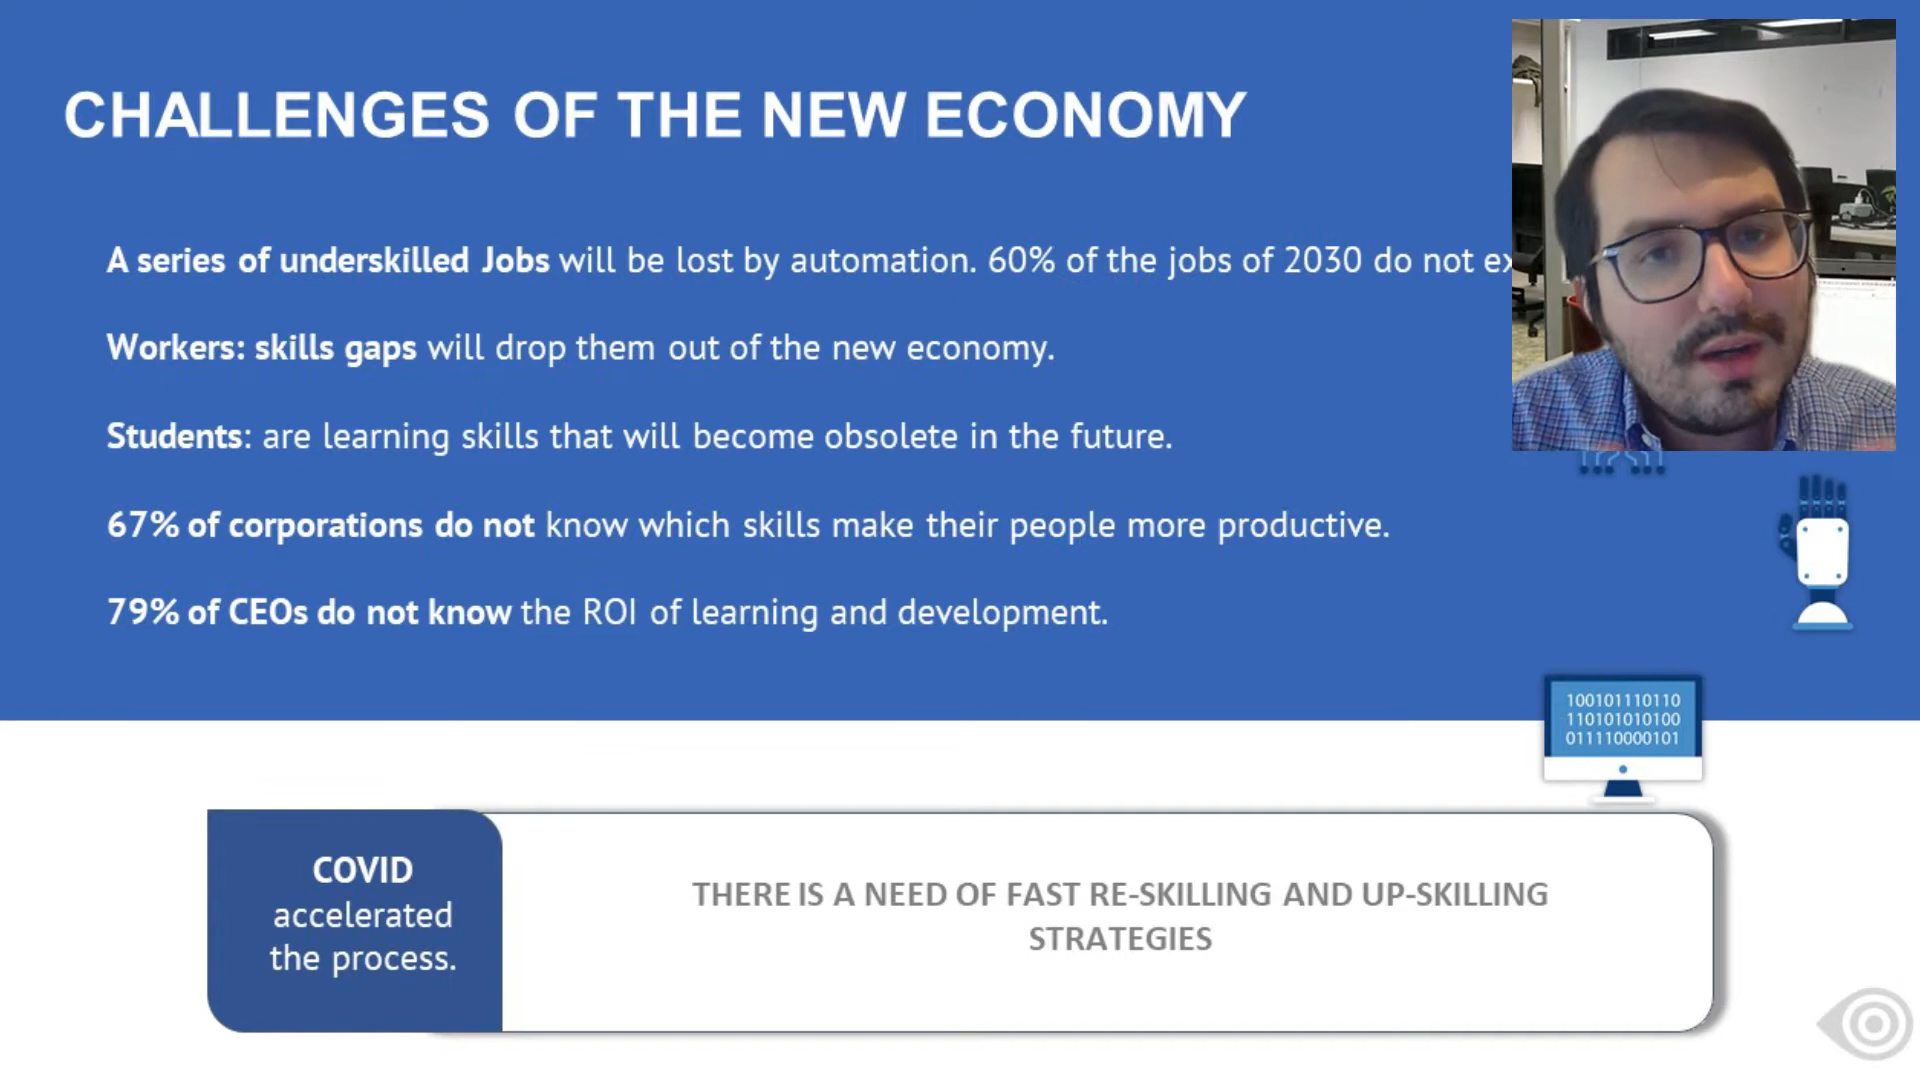 CHALLENGES OF THE NEW ECONOMY
A series of underskilled Jobs will be lost by automation. 60% of the jobs of 2030 do not
Workers: skills gaps will drop them out of the new economy.
Students: are learning skills that will become obsolete in the future.
67% of corporations do not know which skills make their people more productive.
79% of CEOs do not know the ROI of learning and development.
100101110110
110101010100
011110000101
COVID
accelerated
the process.
THERE IS A NEED OF FAST RE-SKILLING AND UP-SKILLING
STRATEGIES